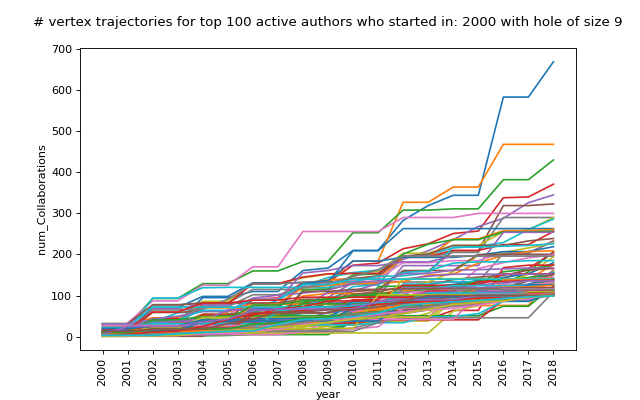 # vertex trajectories for top 100 active authors who started in: 2000 with hole of size 9
700
600
500
400
300
200
100
0
num_Collaborations
2000 2001 2002 2003 2004 2005 2006 2007 2008 2009 2010 2011 2012 2013 2014 2015 2016 2017 2018
year